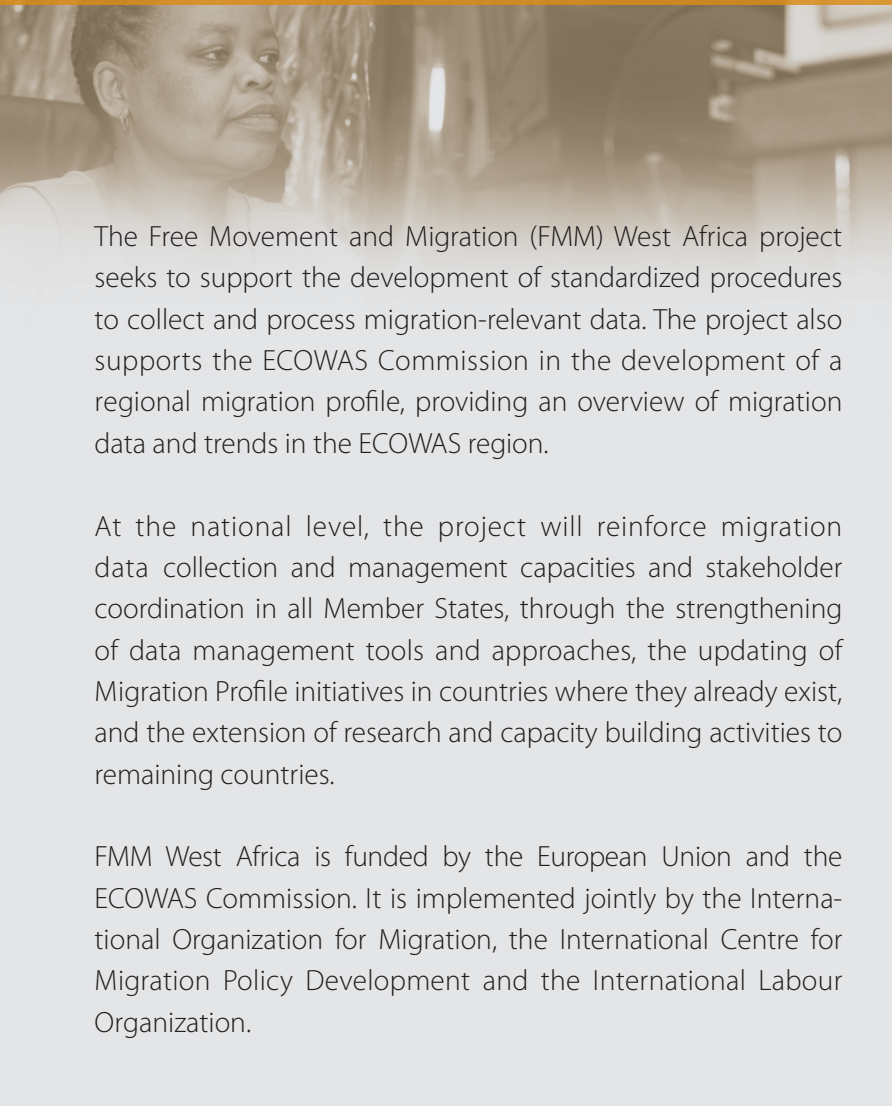 The Free Movement and Migration (FMM) West Africa project
seeks to support the development of standardized procedures
to collect and process migration-relevant data. The project also
supports the ECOWAS Commission in the development of a
regional migration profile, providing an overview of migration
data and trends in the ECOWAS region.
At the national level, the project will reinforce migration
data collection and management capacities and stakeholder
coordination in all Member States, through the strengthening
of data management tools and approaches, the updating of
Migration Profile initiatives in countries where they already exist,
and the extension of research and capacity building activities to
remaining countries.
FMM West Africa is funded by the European Union and the
ECOWAS Commission. It is implemented jointly by the Interna-
tional Organization for Migration, the International Centre for
Migration Policy Development and the International Labour
Organization.